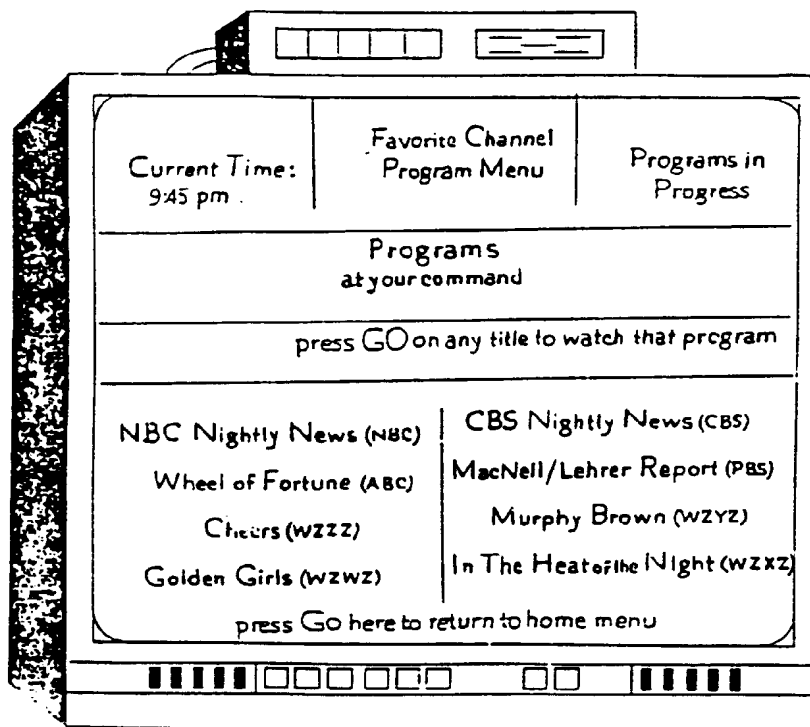 Current Time:
9:45 pm
Favorite Channel
Program Menu
Programs in
Progress
Programs
at your command
press GO on any title to watch that program
NBC Nightly News (NBC)
Wheel of Fortune (ABC)
Cheers (WZZZ)
Golden Girls (WZWZ)
CBS Nightly News (CBS)
MacNeil/Lehrer Report (PBS)
Murphy Brown (WZYZ)
In The Heat of the Night (WZXZ)
press Go here to return to home menu